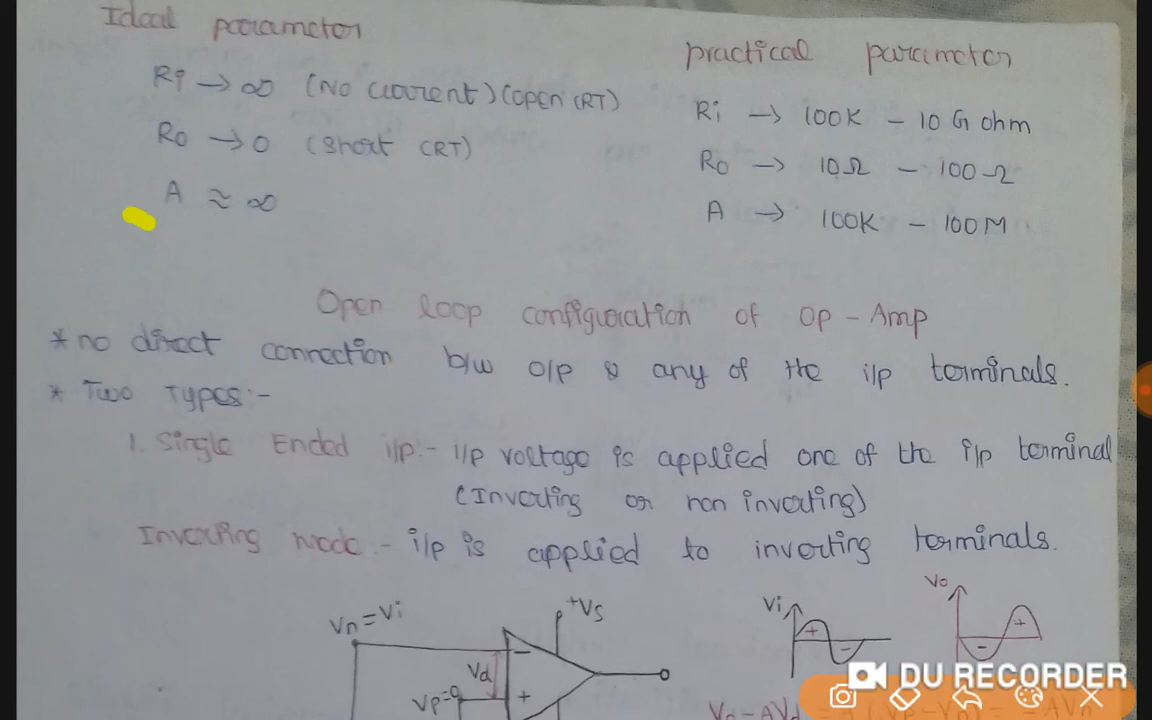 Ideal parameter
Ri → ∞ (No current) (open CRT)
Ro → 0 (short CRT)
A ≈ ∞
practical parameter
Ri → 100K - 10 G ohm
Ro → 10Ω - 100Ω
A → 100K - 100M
Open loop configuration of Op-Amp
* no direct connection b/w o/p & any of the i/p terminals.
* Two Types:-
1. Single Ended i/p:- i/p voltage is applied one of the i/p terminal
(Inverting or non inverting)
Inverting mode:- i/p is applied to inverting terminals.
Vn=Vi
+Vs
Vi
Vo
+
-
-
+
Vd
-
+
Vp=0
DU RECORDER